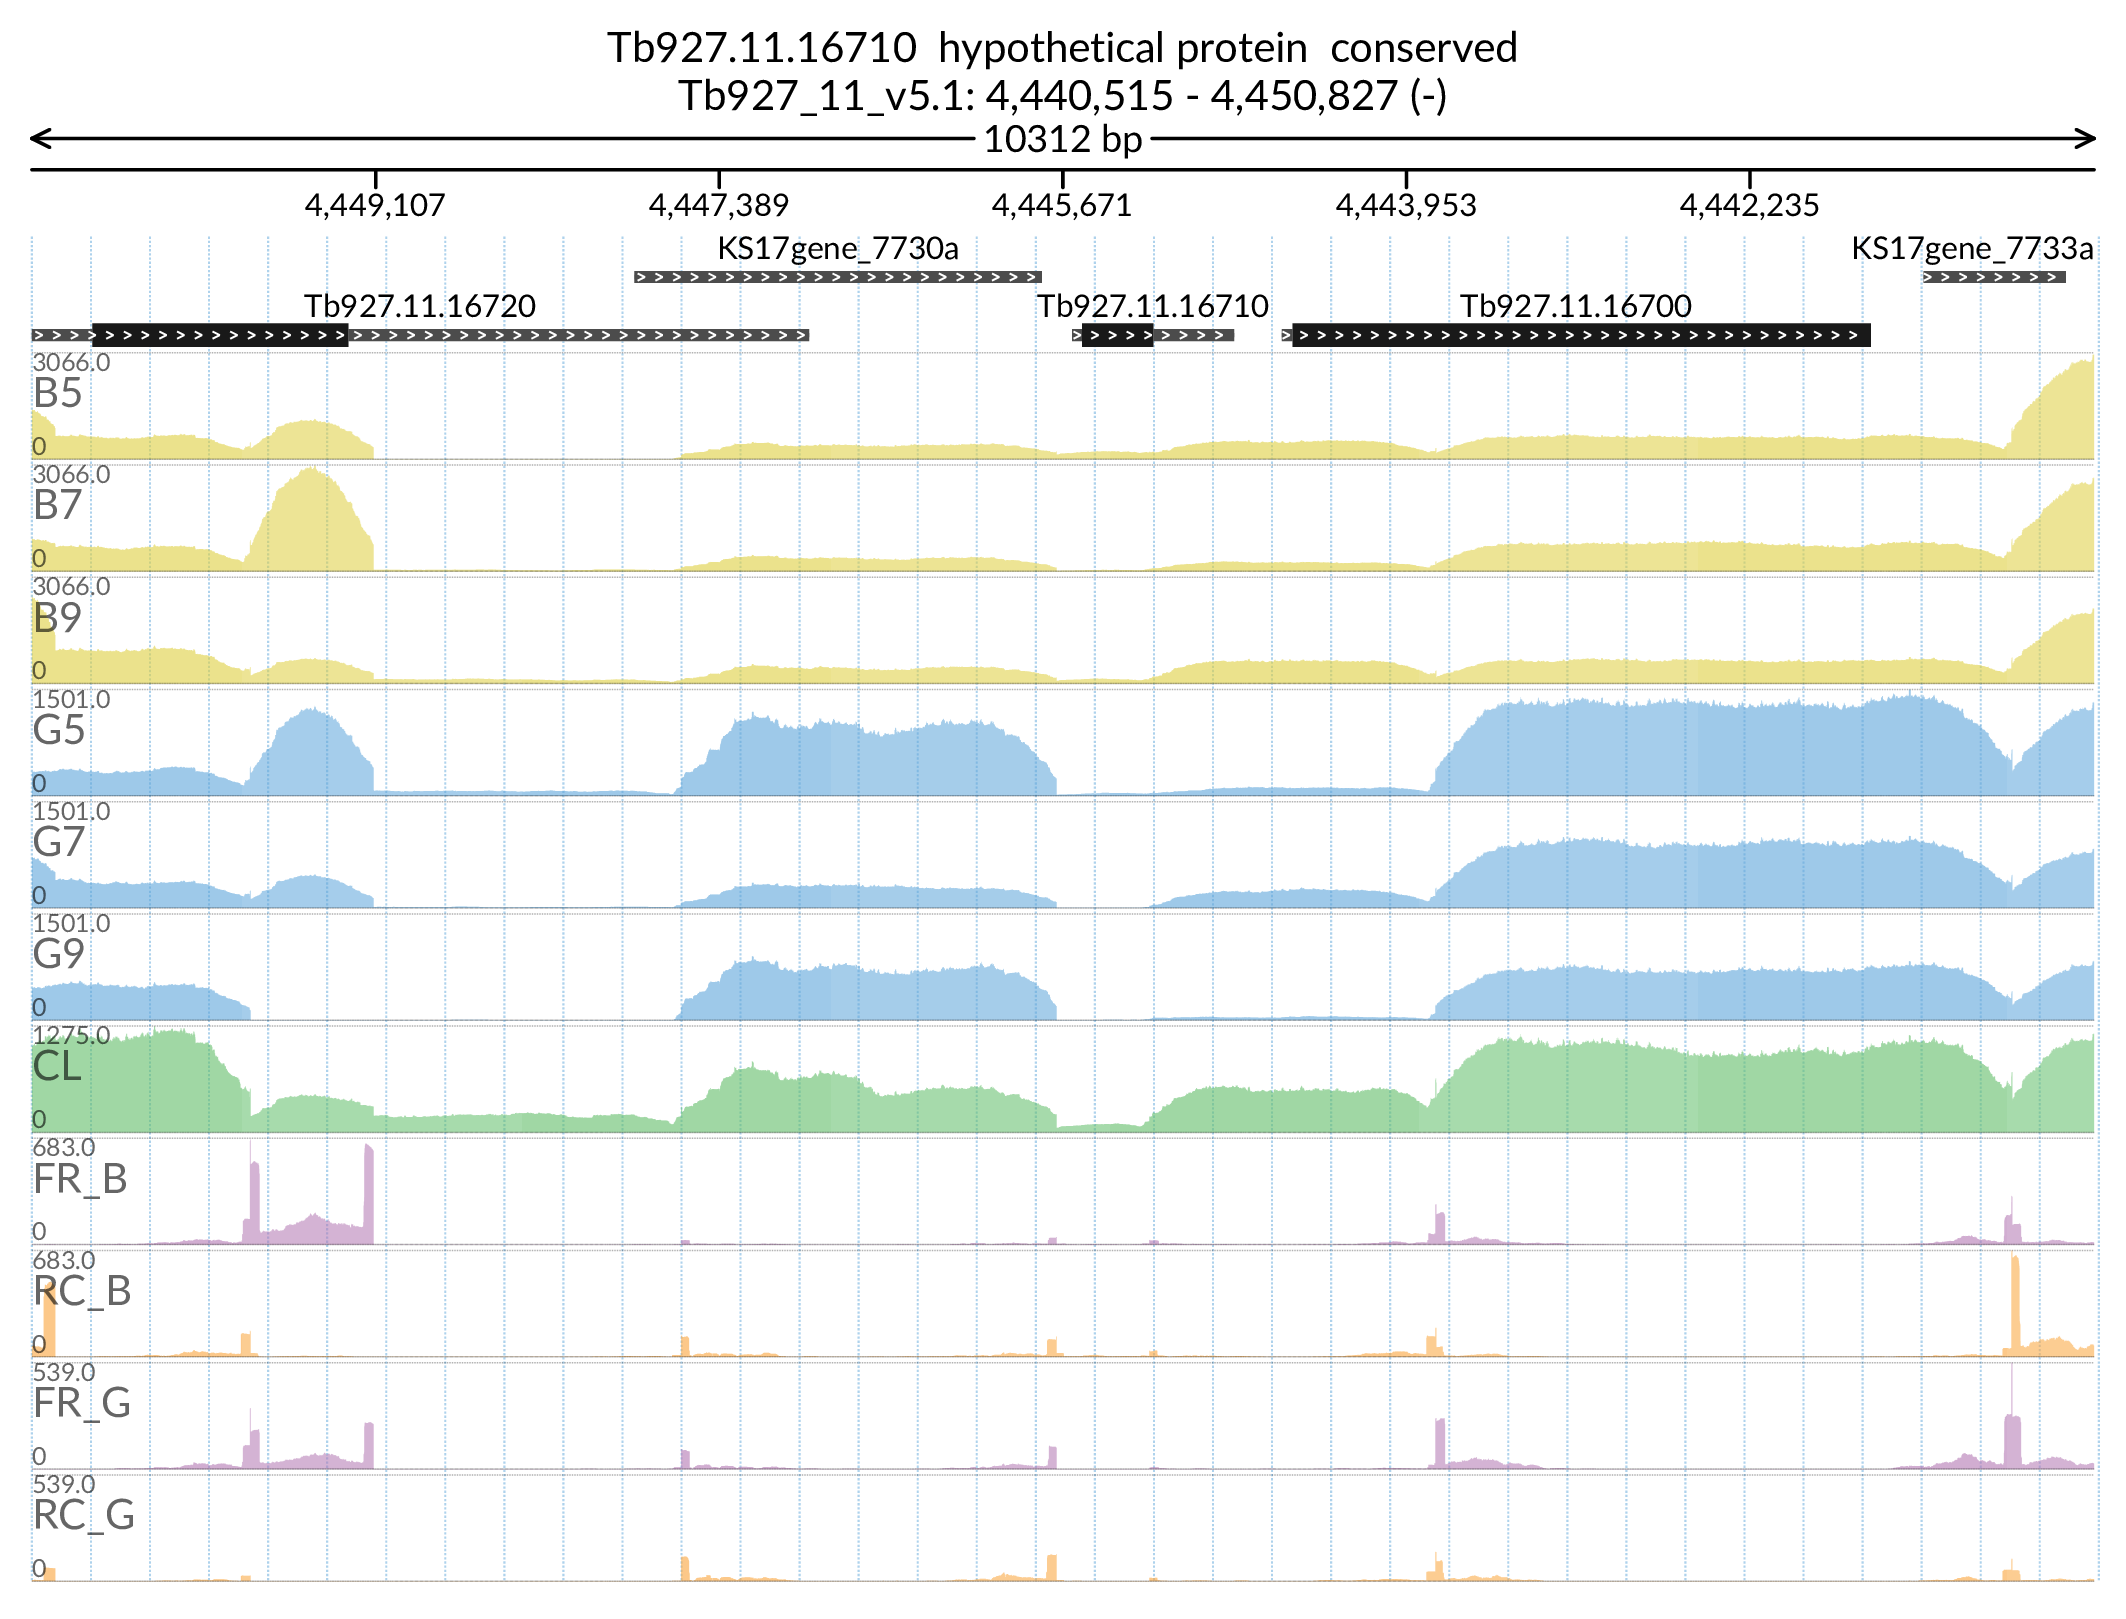 Tb927.11.16710  hypothetical protein  conserved
Tb927_11_v5.1: 4,440,515 - 4,450,827 (-)
10312 bp
4,449,107 4,447,389 4,445,671 4,443,953 4,442,235
KS17gene_7730a KS17gene_7733a
Tb927.11.16720 Tb927.11.16710 Tb927.11.16700
3066.0
B5
0
3066.0
B7
0
3066.0
B9
0
1501.0
G5
0
1501.0
G7
0
1501.0
G9
0
1275.0
CL
0
683.0
FR_B
0
683.0
RC_B
0
539.0
FR_G
0
539.0
RC_G
0